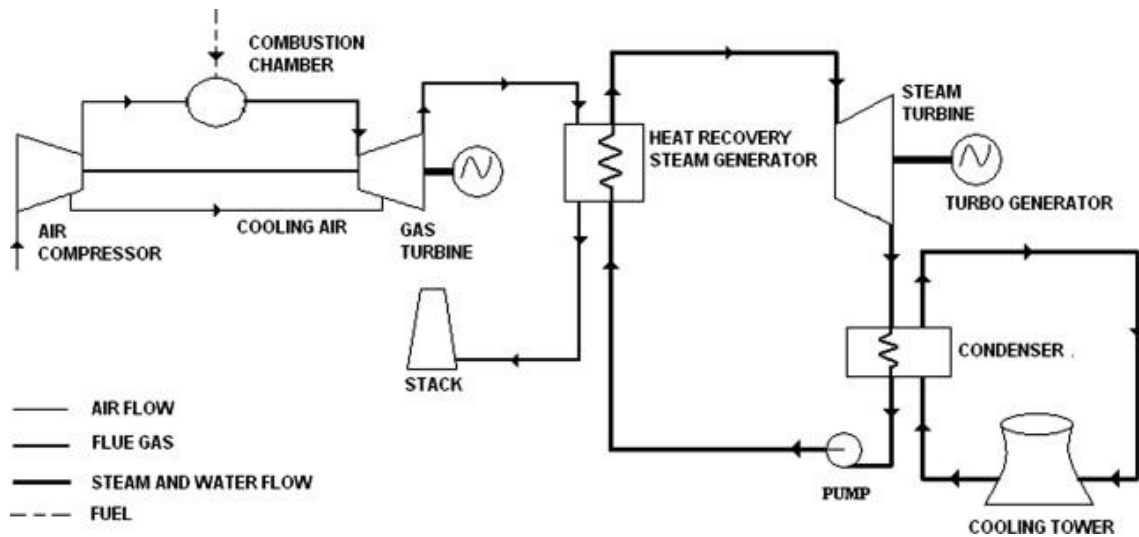 COMBUSTION
CHAMBER
STEAM
TURBINE
HEAT RECOVERY
STEAM GENERATOR
TURBO GENERATOR
COOLING AIR
AIR
COMPRESSOR
GAS
TURBINE
CONDENSER .
STACK
AIR FLOW
FLUE GAS
STEAM AND WATER FLOW
FUEL
PUMP
COOLING TOWER